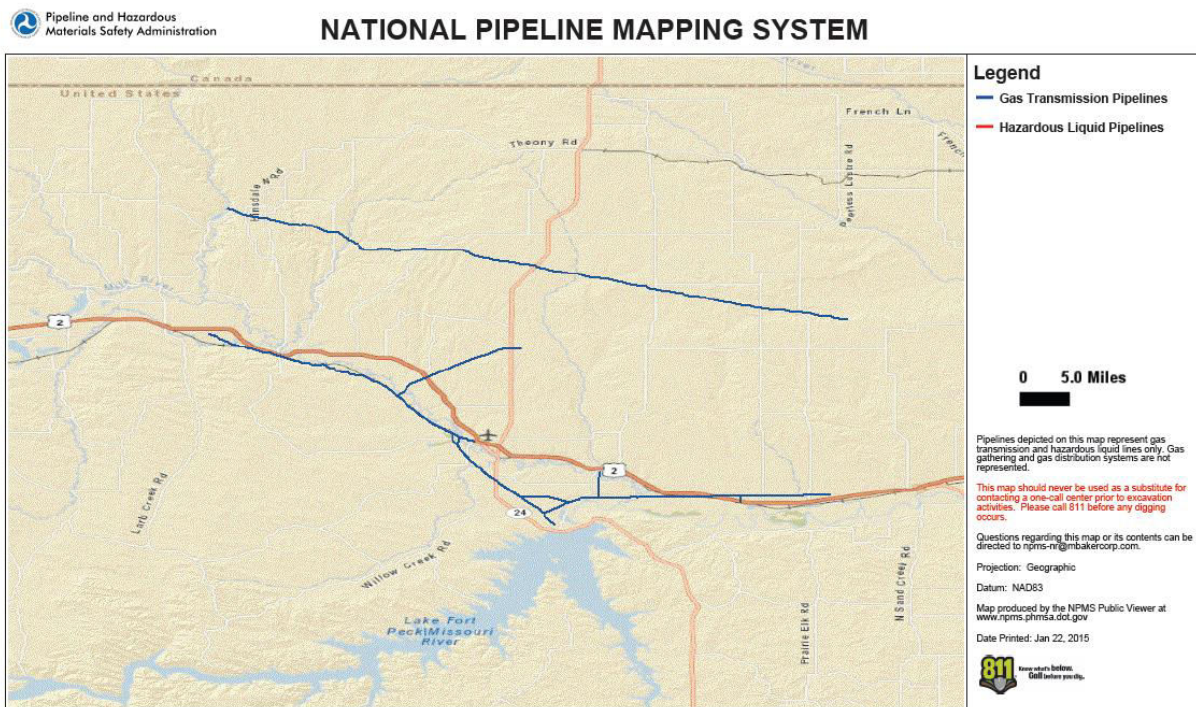 Pipeline and Hazardous
Materials Safety Administration
NATIONAL PIPELINE MAPPING SYSTEM
Canada
United States
French Ln
French
Theony Rd
Peerless Lustre Rd
Hinsdale
N Rd
Milk River
2
2
24
Larb Creek Rd
Willow Creek Rd
Lake Fort
Peck\Missouri
River
Prairie Elk Rd
N Sand Creek Rd
Legend
Gas Transmission Pipelines
Hazardous Liquid Pipelines
0 5.0 Miles
Pipelines depicted on this map represent gas
transmission and hazardous liquid lines only. Gas
gathering and gas distribution systems are not
represented.
This map should never be used as a substitute for
contacting a one-call center prior to excavation
activities. Please call 811 before any digging
occurs.
Questions regarding this map or its contents can be
directed to npms-nr@mbakercorp.com.
Projection: Geographic
Datum: NAD83
Map produced by the NPMS Public Viewer at
www.npms.phmsa.dot.gov
Date Printed: Jan 22, 2015
811
Know what's below.
Call before you dig.